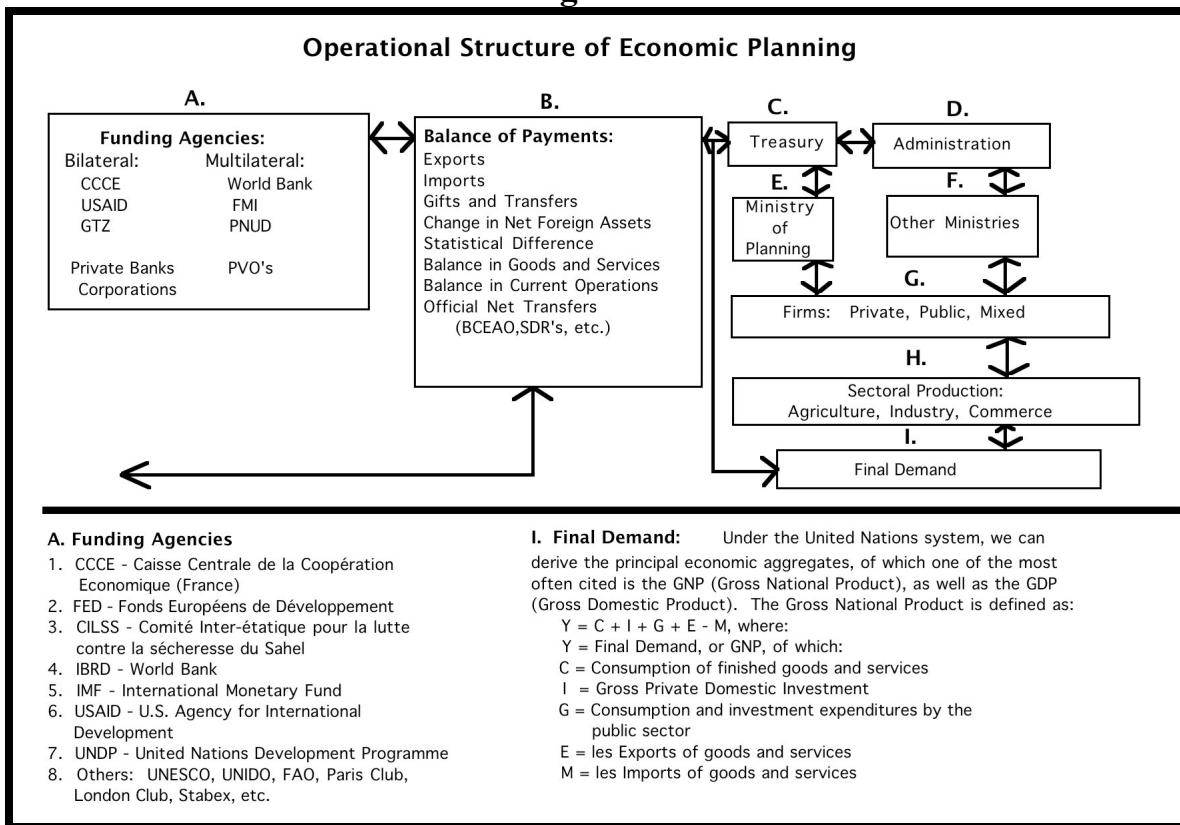 Operational Structure of Economic Planning
A.
Funding Agencies:
Bilateral: Multilateral:
CCCE World Bank
USAID FMI
GTZ PNUD
Private Banks PVO's
Corporations
B.
Balance of Payments:
Exports
Imports
Gifts and Transfers
Change in Net Foreign Assets
Statistical Difference
Balance in Goods and Services
Balance in Current Operations
Official Net Transfers
(BCEAO,SDR's, etc.)
C.
Treasury
D.
Administration
E.
Ministry
of
Planning
F.
Other Ministries
G.
Firms: Private, Public, Mixed
H.
Sectoral Production:
Agriculture, Industry, Commerce
I.
Final Demand
A. Funding Agencies
1. CCCE - Caisse Centrale de la Coopération
Economique (France)
2. FED - Fonds Européens de Développement
3. CILSS - Comité Inter-étatique pour la lutte
contre la sécheresse du Sahel
4. IBRD - World Bank
5. IMF - International Monetary Fund
6. USAID - U.S. Agency for International
Development
7. UNDP - United Nations Development Programme
8. Others: UNESCO, UNIDO, FAO, Paris Club,
London Club, Stabex, etc.
I. Final Demand: Under the United Nations system, we can
derive the principal economic aggregates, of which one of the most
often cited is the GNP (Gross National Product), as well as the GDP
(Gross Domestic Product). The Gross National Product is defined as:
Y = C + I + G + E - M, where:
Y = Final Demand, or GNP, of which:
C = Consumption of finished goods and services
I = Gross Private Domestic Investment
G = Consumption and investment expenditures by the
public sector
E = les Exports of goods and services
M = les Imports of goods and services